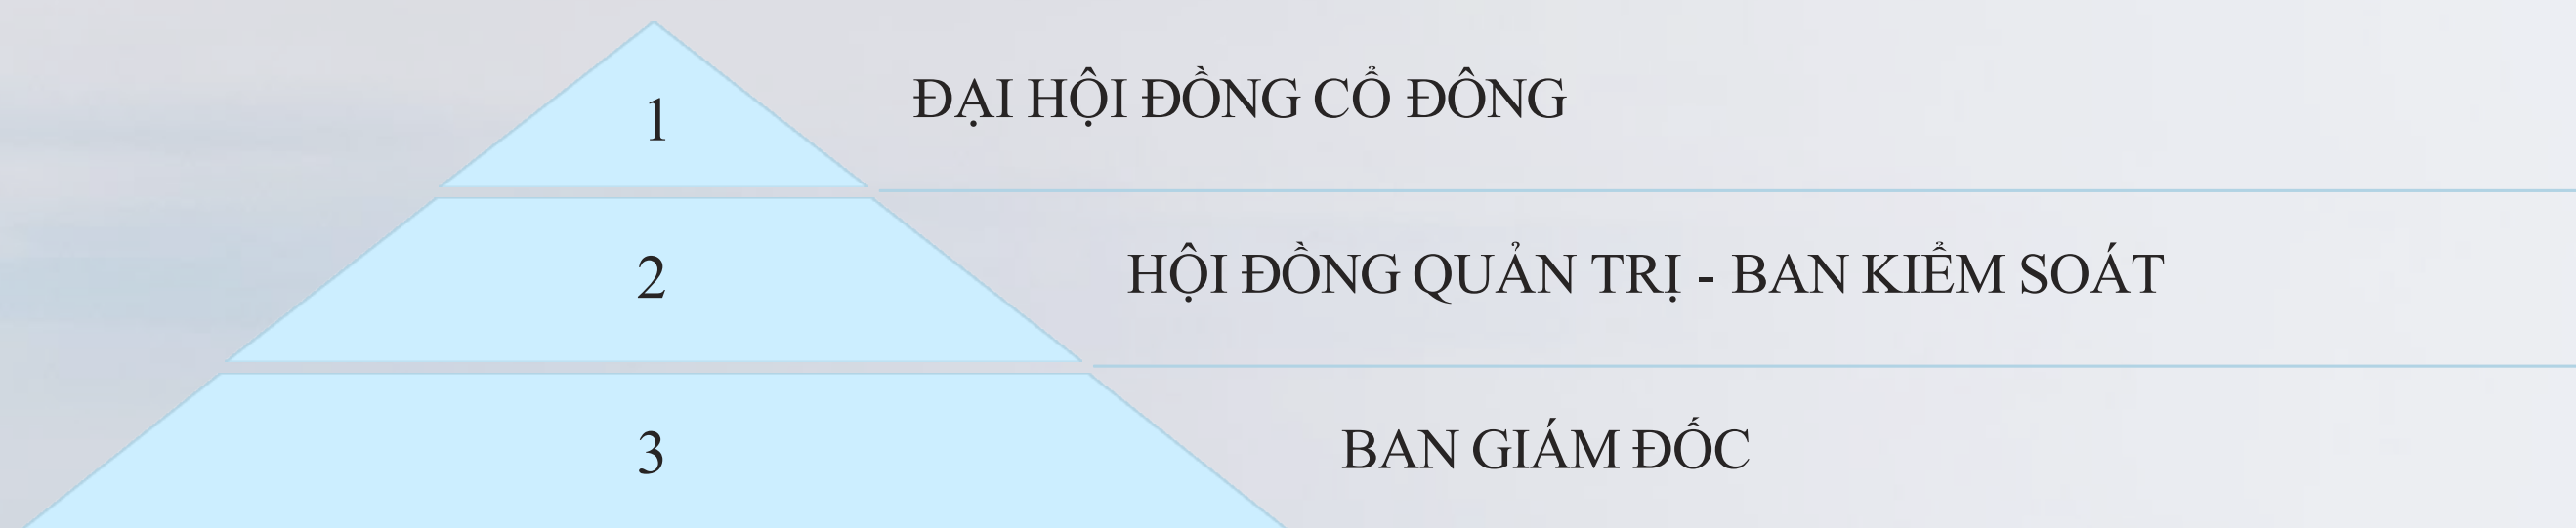 1
ĐẠI HỘI ĐỒNG CỔ ĐÔNG
2
HỘI ĐỒNG QUẢN TRỊ - BAN KIỂM SOÁT
3
BAN GIÁM ĐỐC